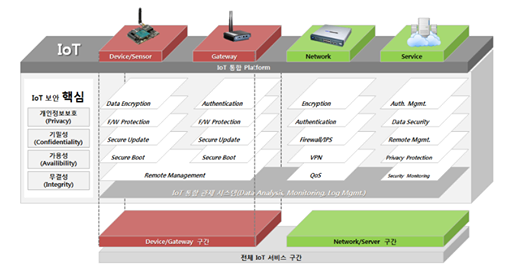 IoT
Device/Sensor
Gateway
Network
Service
IoT 통합 Platform
IoT 보안 핵심
개인정보보호
(Privacy)
기밀성
(Confidentiality)
가용성
(Availibility)
무결성
(Integrity)
Data Encryption
Authentication
Encryption
Auth. Mgmt.
F/W Protection
F/W Protection
Authentication
Data Security
Secure Update
Secure Update
Firewall/IPS
Remote Mgmt.
Secure Boot
Secure Boot
VPN
Privacy Protection
Remote Management
QoS
Security Monitoring
IoT 통합 관제 시스템(Data Analysis, Monitoring, Log Mgmt.)
Device/Gateway 구간
Network/Server 구간
전체 IoT 서비스 구간